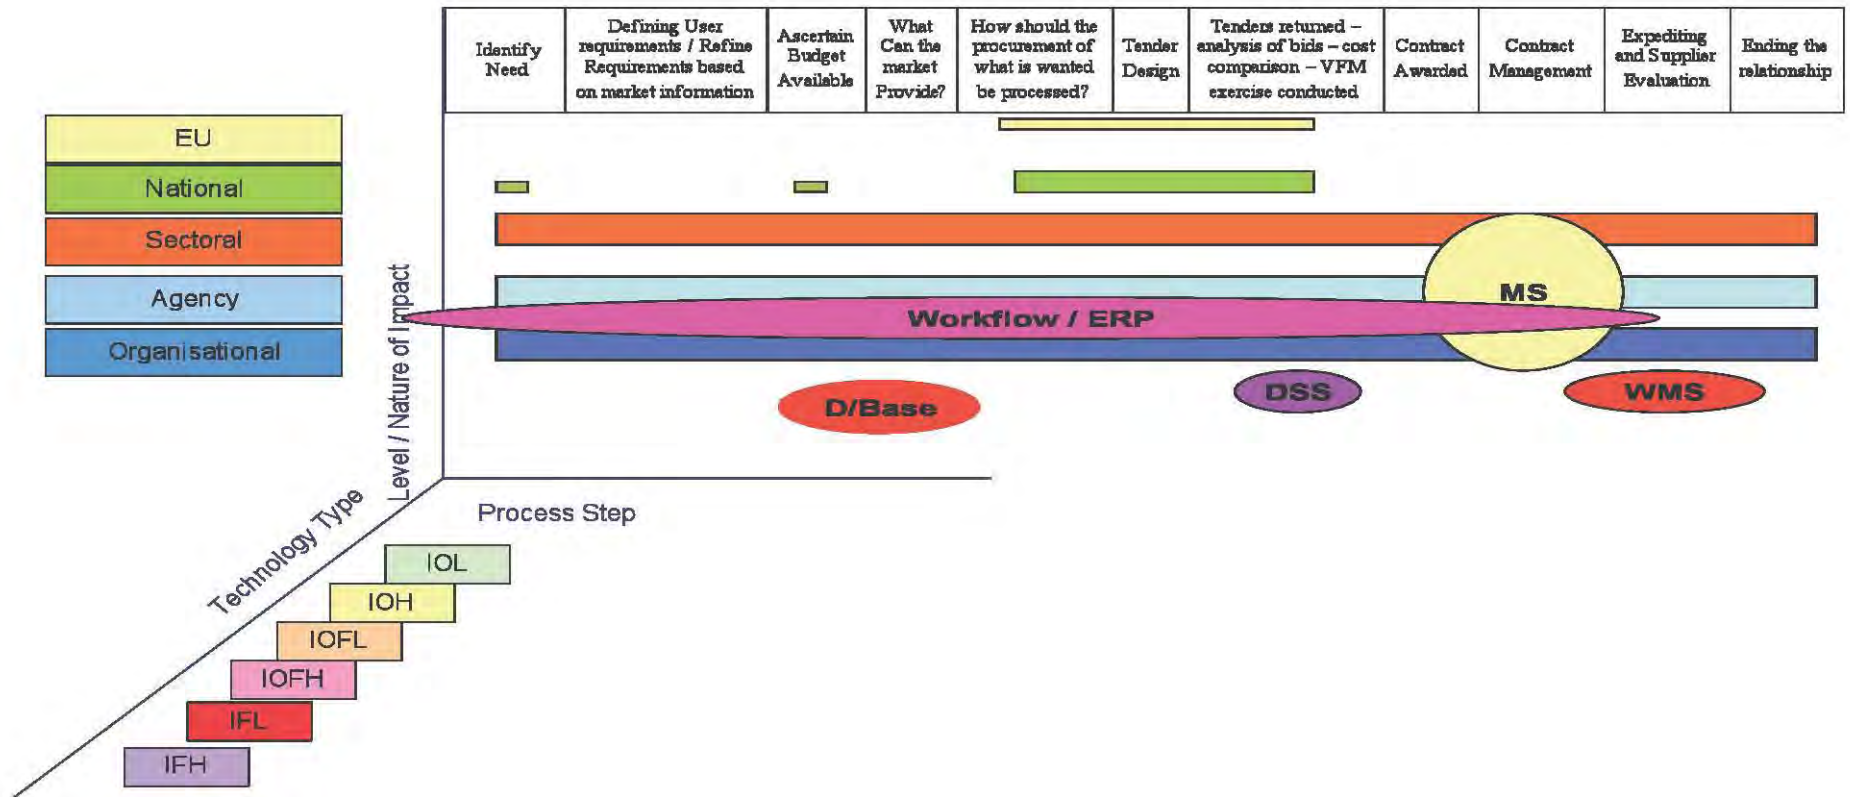 Identify
Need
Defining User
requirements / Refine
Requirements based
on market information
Ascertain
Budget
Available
What
Can the
market
Provide?
How should the
procurement of
what is wanted
be processed?
Tender
Design
Tenders returned –
analysis of bids – cost
comparison – VFM
exercise conducted
Contract
Awarded
Contract
Management
Expediting
and Supplier
Evaluation
Ending the
relationship
EU
National
Sectoral
Agency
Organisational
Level / Nature of Impact
MS
Workflow / ERP
D/Base
DSS
WMS
Process Step
Technology Type
IOL
IOH
IOFL
IOFH
IFL
IFH